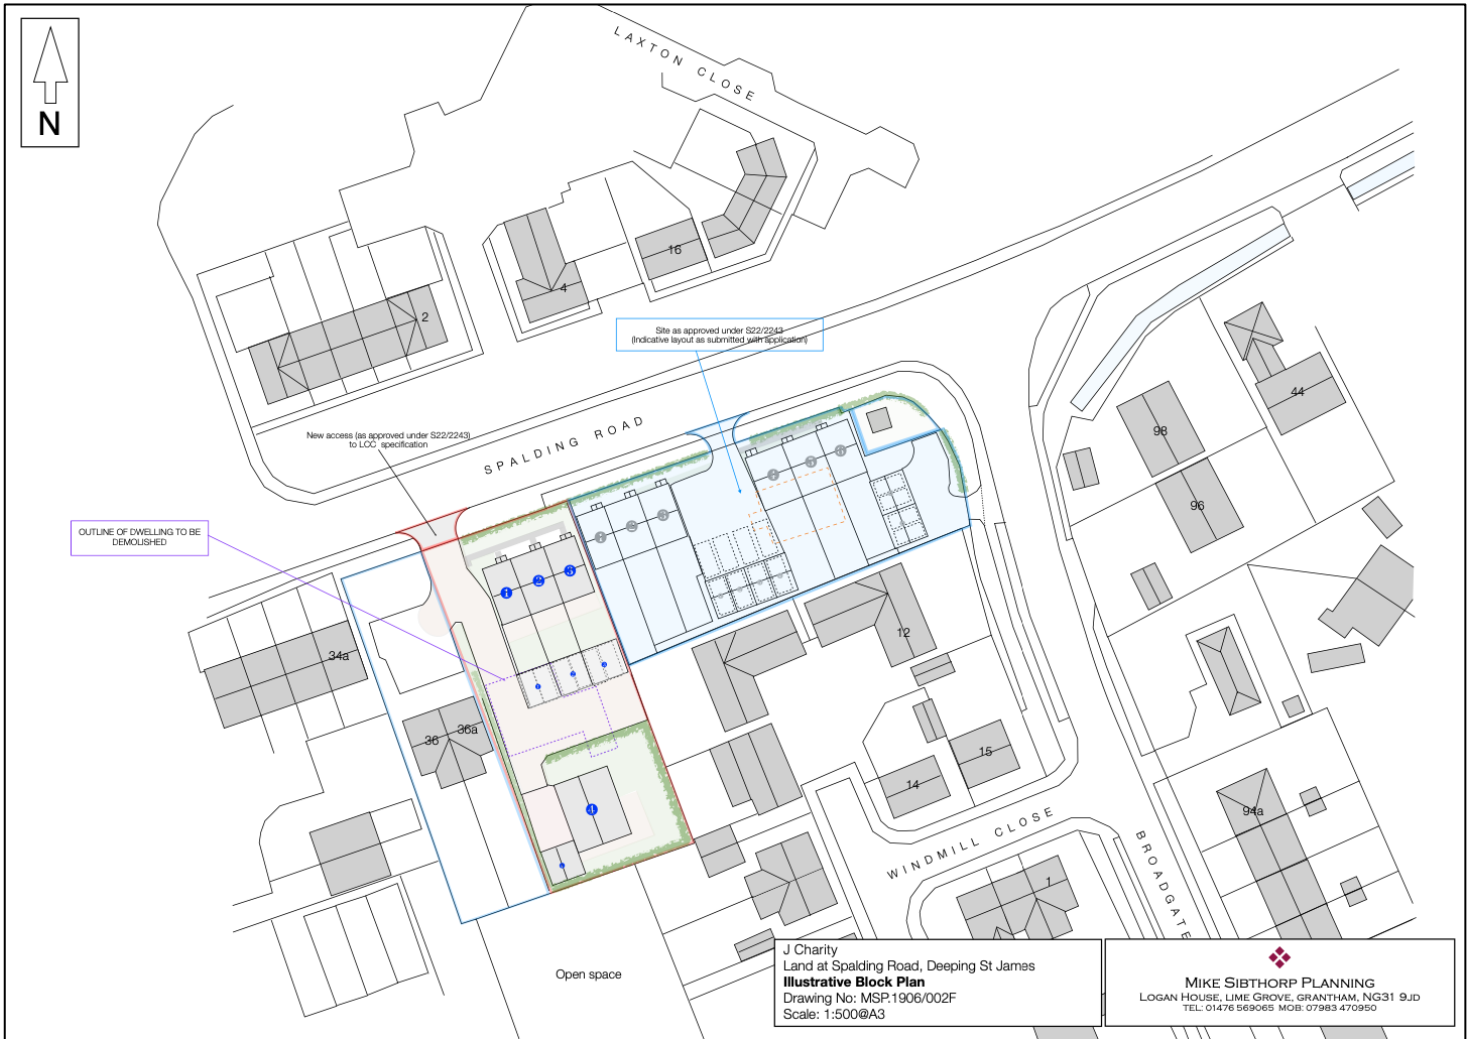 LAXTON CLOSE
N
16
4
2
Site as approved under S22/2243
(Indicative layout as submitted with application)
44
98
New access (as approved under S22/2243)
to LCC specification
SPALDING ROAD
96
OUTLINE OF DWELLING TO BE
DEMOLISHED
1
2
3
12
34a
36
36a
15
14
4
94a
WINDMILL CLOSE
BROADGATE
1
Open space
J Charity
Land at Spalding Road, Deeping St James
Illustrative Block Plan
Drawing No: MSP.1906/002F
Scale: 1:500@A3
MIKE SIBTHORP PLANNING
LOGAN HOUSE, LIME GROVE, GRANTHAM, NG31 9JD
TEL: 01476 569065 MOB: 07983 470950